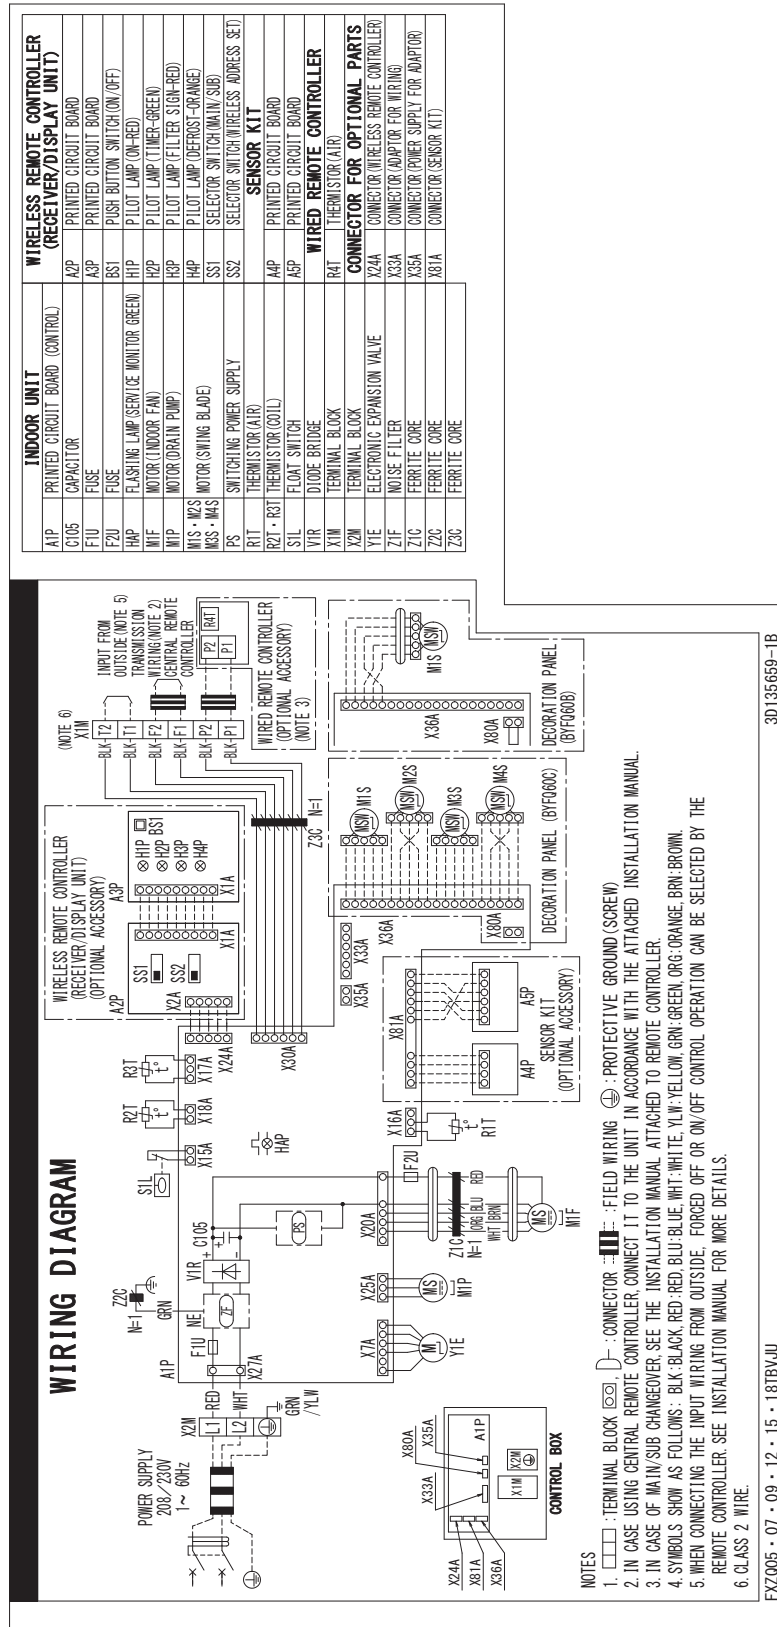 WIRING DIAGRAM
POWER SUPPLY
208/230V
1~ 60Hz
X2M
L1
L2
RED
WHT
GRN
/YLW
A1P
X27A
F1U
NE
ZF
GRN
N=1
Z2C
V1R
+
-
+
C105
PS
S1L
X15A
HAP
R2T
t°
X18A
R3T
t°
X17A
X24A
X30A
X7A
M
Y1E
X25A
MS
M1P
X20A
F2U
Z1C
N=1
RED
BLU
ORG
BRN
WHT
MS
M1F
X16A
t°
R1T
WIRELESS REMOTE CONTROLLER
(RECEIVER/DISPLAY UNIT)
(OPTIONAL ACCESSORY)
A2P
SS1
SS2
X2A
X1A
A3P
BS1
H1P
H2P
H3P
H4P
X1A
(NOTE 6)
X1M
BLK
T2
BLK
T1
BLK
F2
BLK
F1
BLK
P2
BLK
P1
INPUT FROM
OUTSIDE(NOTE 5)
TRANSMISSION
WIRING(NOTE 2)
CENTRAL REMOTE
CONTROLLER
P2
P1
R4T
WIRED REMOTE CONTROLLER
(OPTIONAL ACCESSORY)
(NOTE 3)
Z3C
N=1
X35A
X33A
X36A
X81A
A4P
A5P
SENSOR KIT
(OPTIONAL ACCESSORY)
X80A
MSW
M1S
MSW
M2S
MSW
M3S
MSW
M4S
DECORATION PANEL (BYFQ60C)
X36A
X80A
MSW
M1S
DECORATION PANEL
(BYFQ60B)
X24A
X81A
X36A
X33A
X80A
X35A
A1P
X1M
X2M
CONTROL BOX
NOTES
1. : TERMINAL BLOCK , : CONNECTOR : FIELD WIRING : PROTECTIVE GROUND (SCREW)
2. IN CASE USING CENTRAL REMOTE CONTROLLER, CONNECT IT TO THE UNIT IN ACCORDANCE WITH THE ATTACHED INSTALLATION MANUAL.
3. IN CASE OF MAIN/SUB CHANGEOVER, SEE THE INSTALLATION MANUAL ATTACHED TO REMOTE CONTROLLER.
4. SYMBOLS SHOW AS FOLLOWS: BLK:BLACK, RED:RED, BLU:BLUE, WHT:WHITE, YLW:YELLOW, GRN:GREEN, ORG:ORANGE, BRN:BROWN.
5. WHEN CONNECTING THE INPUT WIRING FROM OUTSIDE, FORCED OFF OR ON/OFF CONTROL OPERATION CAN BE SELECTED BY THE
REMOTE CONTROLLER. SEE INSTALLATION MANUAL FOR MORE DETAILS.
6. CLASS 2 WIRE.
FXZQ05・07・09・12・15・18TBVJU
3D135659-1B
INDOOR UNIT
A1P PRINTED CIRCUIT BOARD (CONTROL)
C105 CAPACITOR
F1U FUSE
F2U FUSE
HAP FLASHING LAMP(SERVICE MONITOR GREEN)
M1F MOTOR(INDOOR FAN)
M1P MOTOR(DRAIN PUMP)
M1S・M2S
M3S・M4S MOTOR(SWING BLADE)
PS SWITCHING POWER SUPPLY
R1T THERMISTOR(AIR)
R2T・R3T THERMISTOR(COIL)
S1L FLOAT SWITCH
V1R DIODE BRIDGE
X1M TERMINAL BLOCK
X2M TERMINAL BLOCK
Y1E ELECTRONIC EXPANSION VALVE
Z1F NOISE FILTER
Z1C FERRITE CORE
Z2C FERRITE CORE
Z3C FERRITE CORE
WIRELESS REMOTE CONTROLLER
(RECEIVER/DISPLAY UNIT)
A2P PRINTED CIRCUIT BOARD
A3P PRINTED CIRCUIT BOARD
BS1 PUSH BUTTON SWITCH(ON/OFF)
H1P PILOT LAMP(ON-RED)
H2P PILOT LAMP(TIMER-GREEN)
H3P PILOT LAMP(FILTER SIGN-RED)
H4P PILOT LAMP(DEFROST-ORANGE)
SS1 SELECTOR SWITCH(MAIN/SUB)
SS2 SELECTOR SWITCH(WIRELESS ADDRESS SET)
SENSOR KIT
A4P PRINTED CIRCUIT BOARD
A5P PRINTED CIRCUIT BOARD
WIRED REMOTE CONTROLLER
R4T THERMISTOR(AIR)
CONNECTOR FOR OPTIONAL PARTS
X24A CONNECTOR(WIRELESS REMOTE CONTROLLER)
X33A CONNECTOR(ADAPTOR FOR WIRING)
X35A CONNECTOR(POWER SUPPLY FOR ADAPTOR)
X81A CONNECTOR(SENSOR KIT)